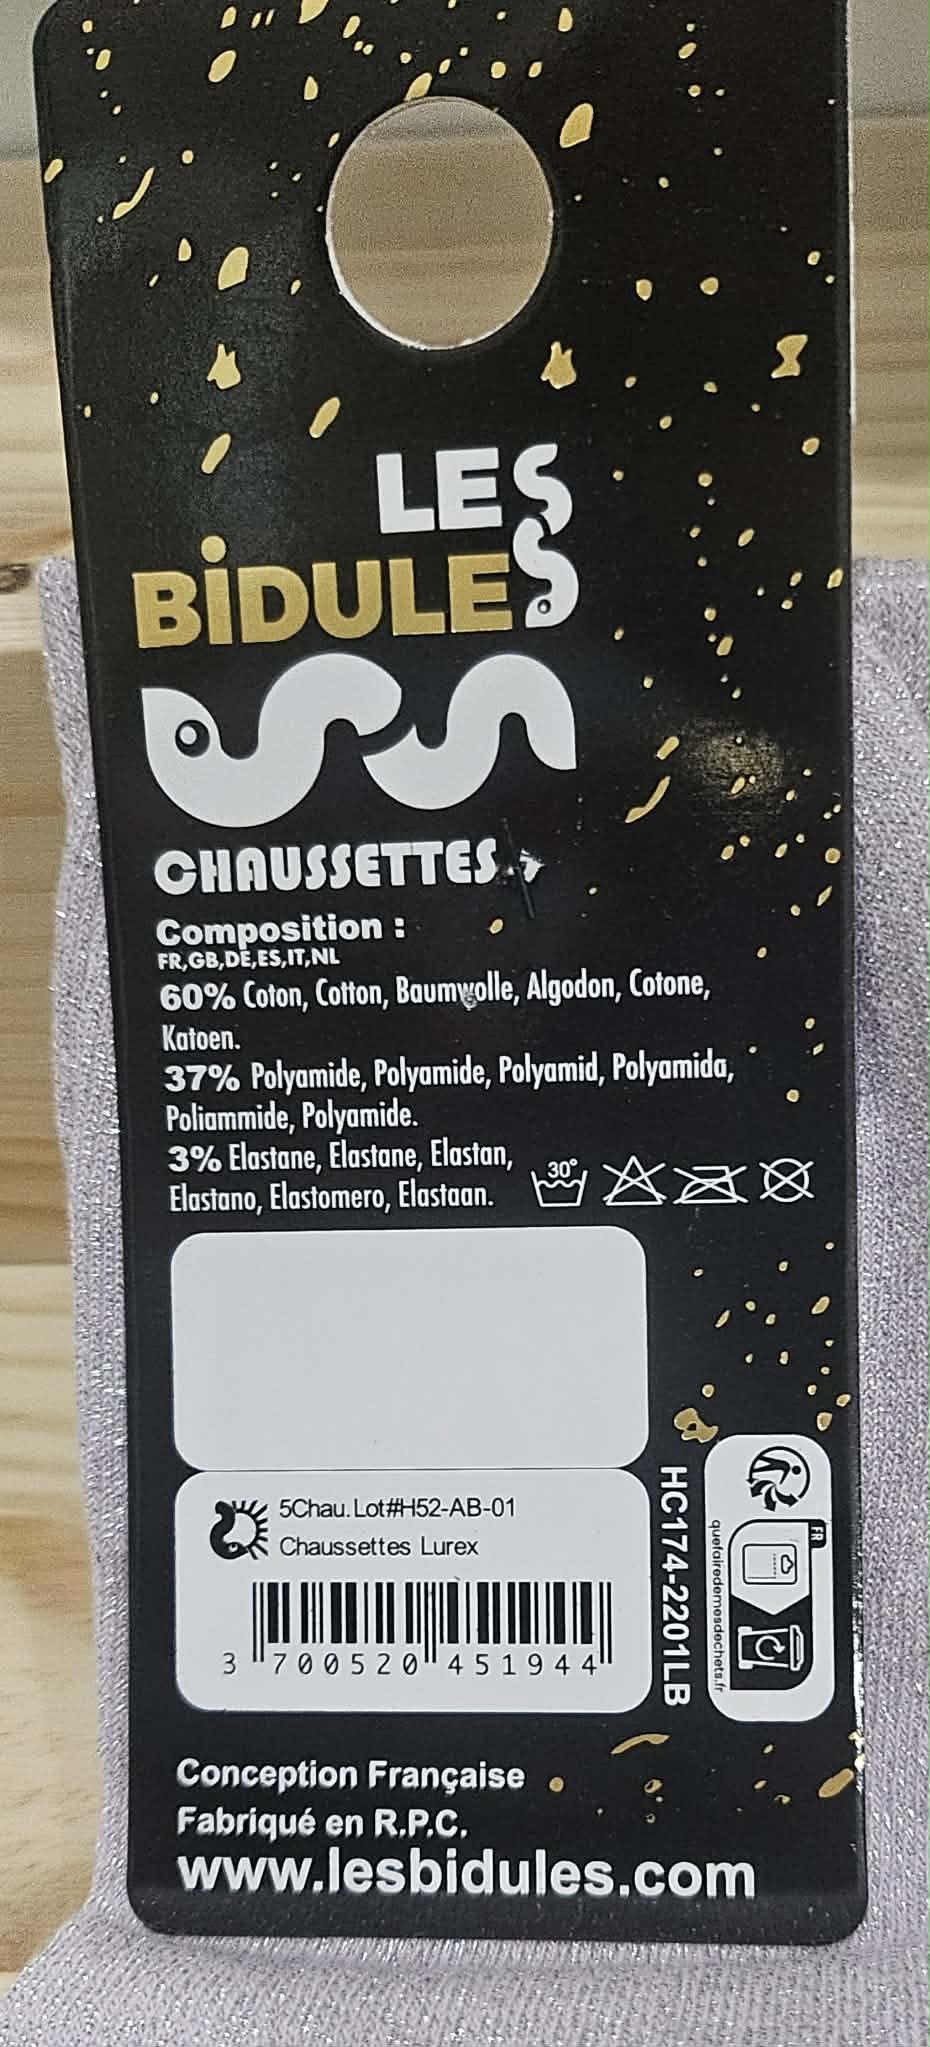 LES
BIDULES
CHAUSSETTES
Composition :
FR,GB,DE,ES,IT,NL
60% Coton, Cotton, Baumwolle, Algodon, Cotone,
Katoen.
37% Polyamide, Polyamide, Polyamid, Polyamida,
Poliammide, Polyamide.
3% Elastane, Elastane, Elastan,
Elastano, Elastomero, Elastaan.
30°
5Chau.Lot#H52-AB-01
Chaussettes Lurex
3 700520 451944
HC174-2201LB
FR
quefairedemesdechets.fr
Conception Française
Fabriqué en R.P.C.
www.lesbidules.com